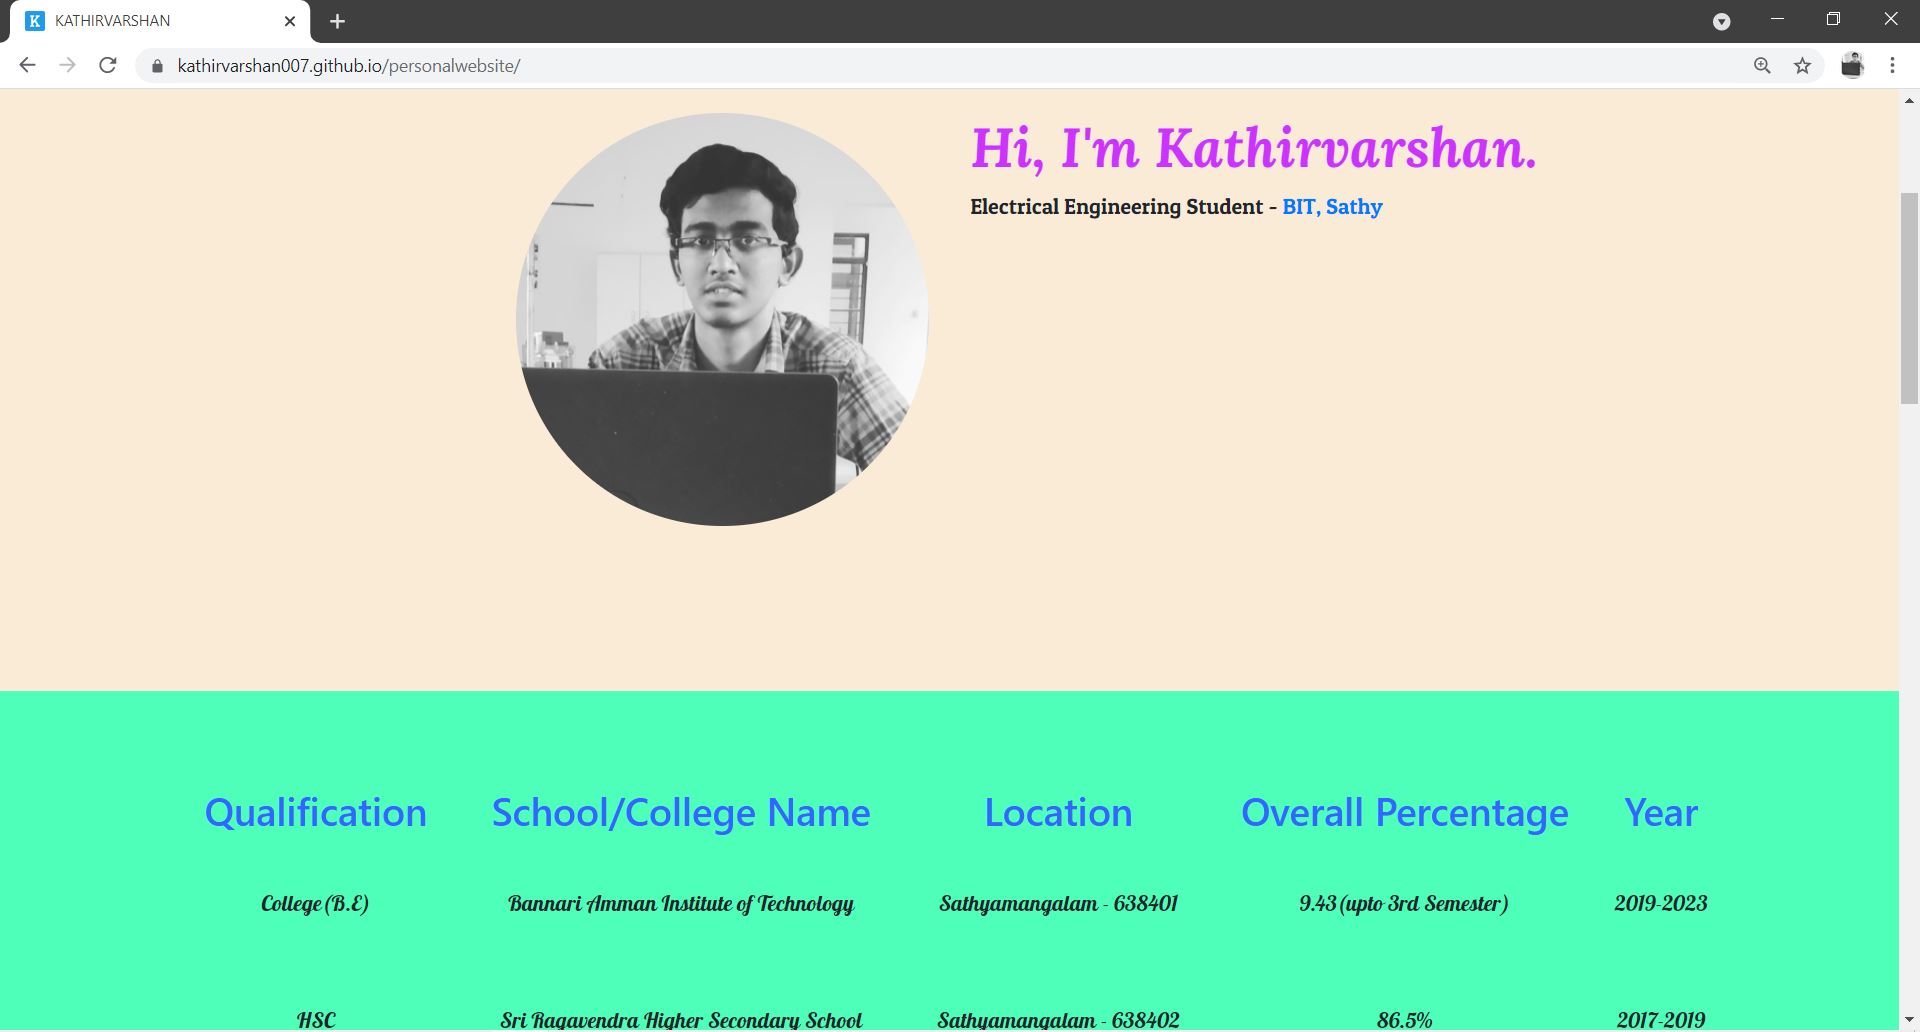 K KATHIRVARSHAN
kathirvarshan007.github.io/personalwebsite/
Hi, I'm Kathirvarshan.
Electrical Engineering Student - BIT, Sathy
Qualification School/College Name Location Overall Percentage Year
College(B.E) Bannari Amman Institute of Technology Sathyamangalam - 638401 9.43(upto 3rd Semester) 2019-2023
HSC Sri Ragavendra Higher Secondary School Sathyamangalam - 638402 86.5% 2017-2019